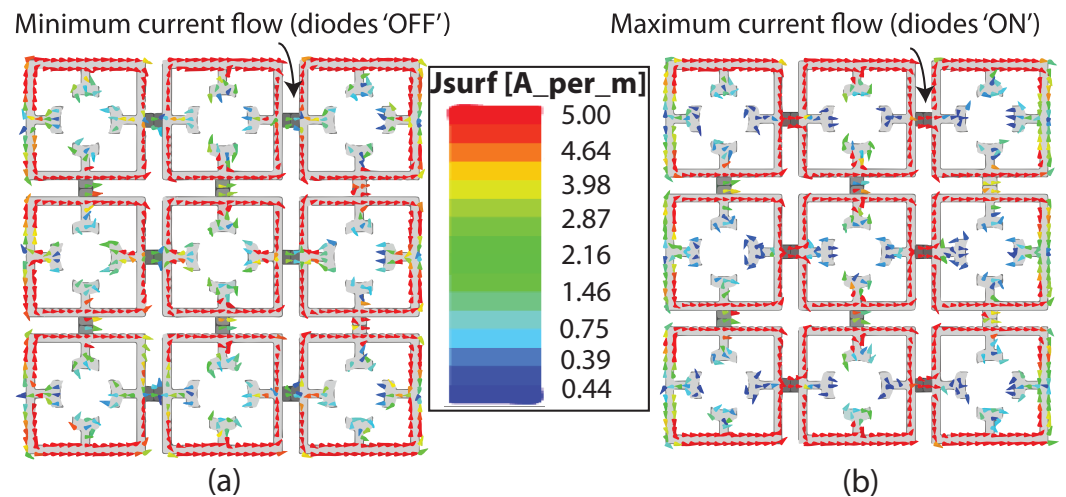 Minimum current flow (diodes ‘OFF’)
Maximum current flow (diodes ‘ON’)
Jsurf [A_per_m]
5.00
4.64
3.98
2.87
2.16
1.46
0.75
0.39
0.44
(a)
(b)